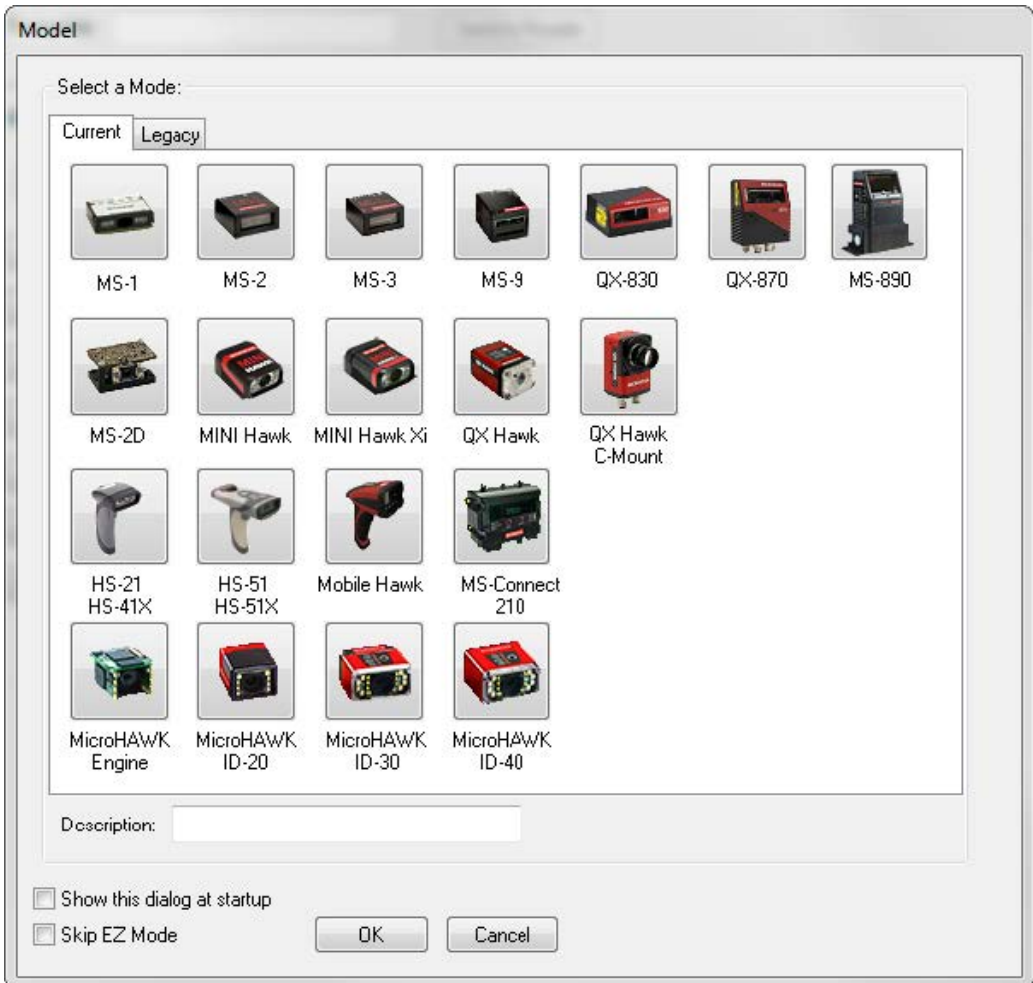 Model
Select a Mode:
Current Legacy
MS-1 MS-2 MS-3 MS-9 QX-830 QX-870 MS-890
MS-2D MINI Hawk MINI Hawk Xi QX Hawk QX Hawk
C-Mount
HS-21 HS-51 Mobile Hawk MS-Connect
HS-41X HS-51X 210
MicroHAWK MicroHAWK MicroHAWK MicroHAWK
Engine ID-20 ID-30 ID-40
Description:
Show this dialog at startup
Skip EZ Mode OK Cancel